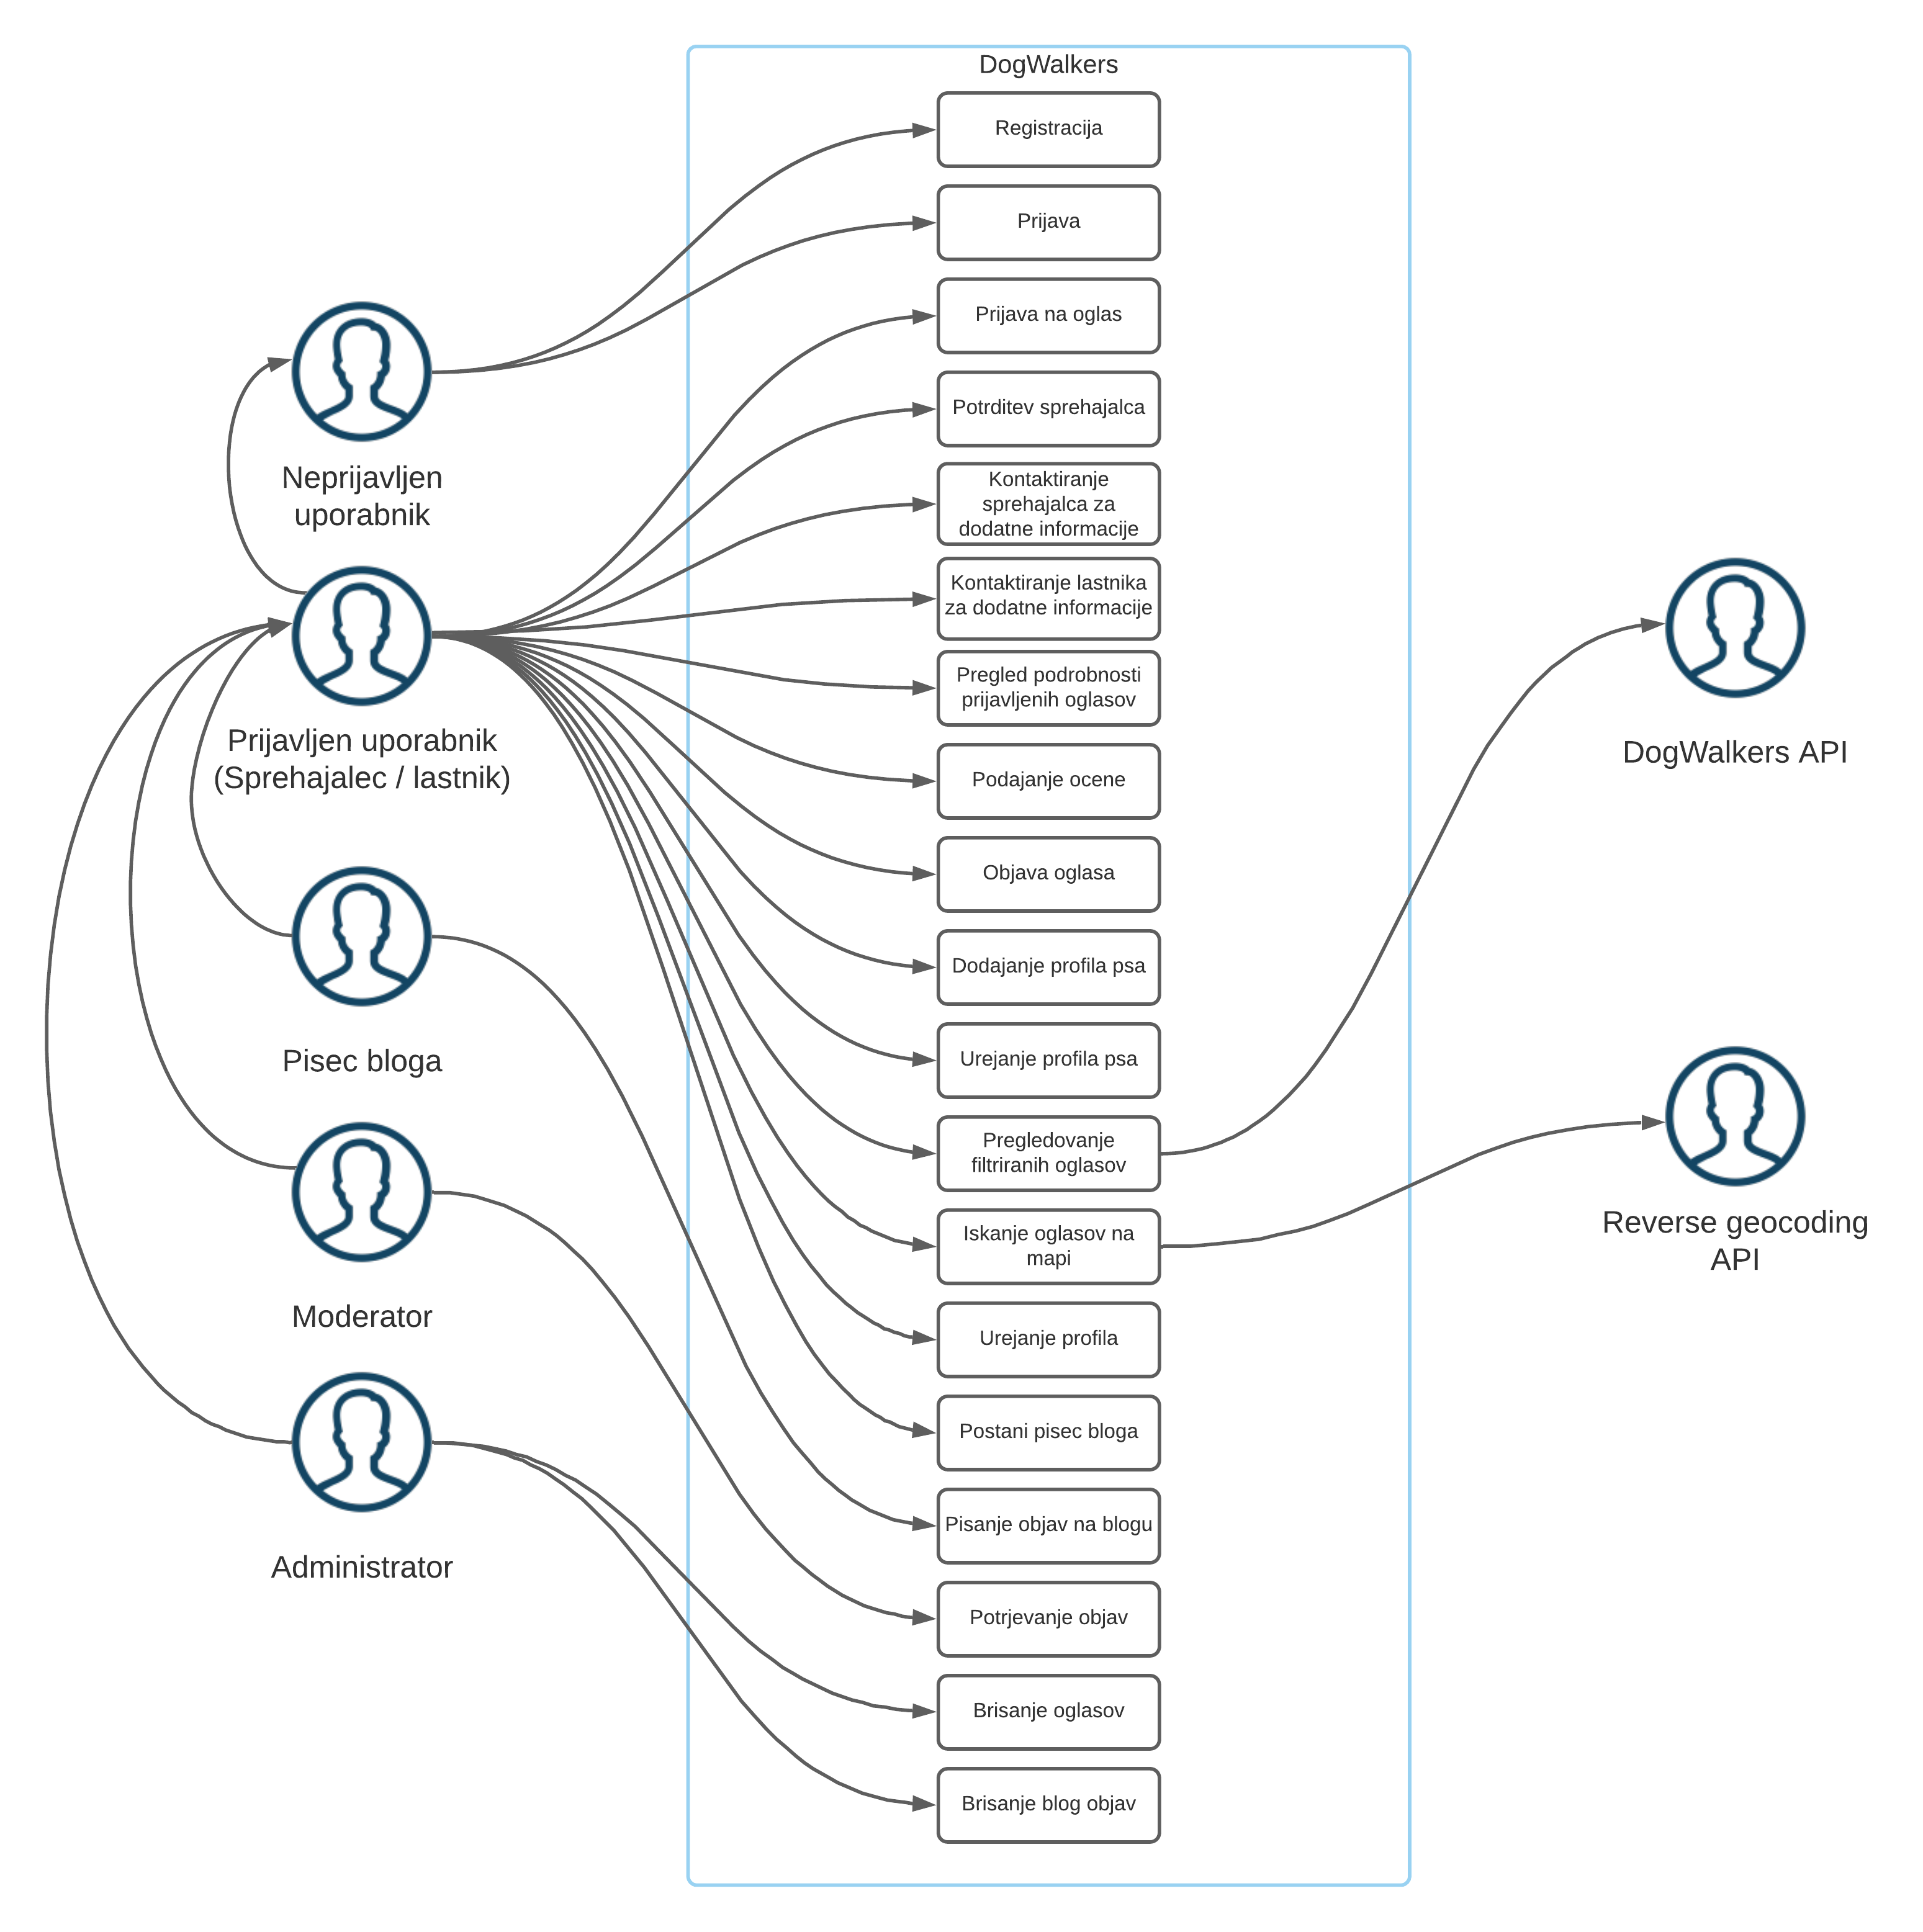 DogWalkers
Registracija
Prijava
Prijava na oglas
Potrditev sprehajalca
Kontaktiranje
sprehajalca za
dodatne informacije
Kontaktiranje lastnika
za dodatne informacije
Pregled podrobnosti
prijavljenih oglasov
Podajanje ocene
Objava oglasa
Dodajanje profila psa
Urejanje profila psa
Pregledovanje
filtriranih oglasov
Iskanje oglasov na
mapi
Urejanje profila
Postani pisec bloga
Pisanje objav na blogu
Potrjevanje objav
Brisanje oglasov
Brisanje blog objav
Neprijavljen
uporabnik
Prijavljen uporabnik
(Sprehajalec / lastnik)
Pisec bloga
Moderator
Administrator
DogWalkers API
Reverse geocoding
API